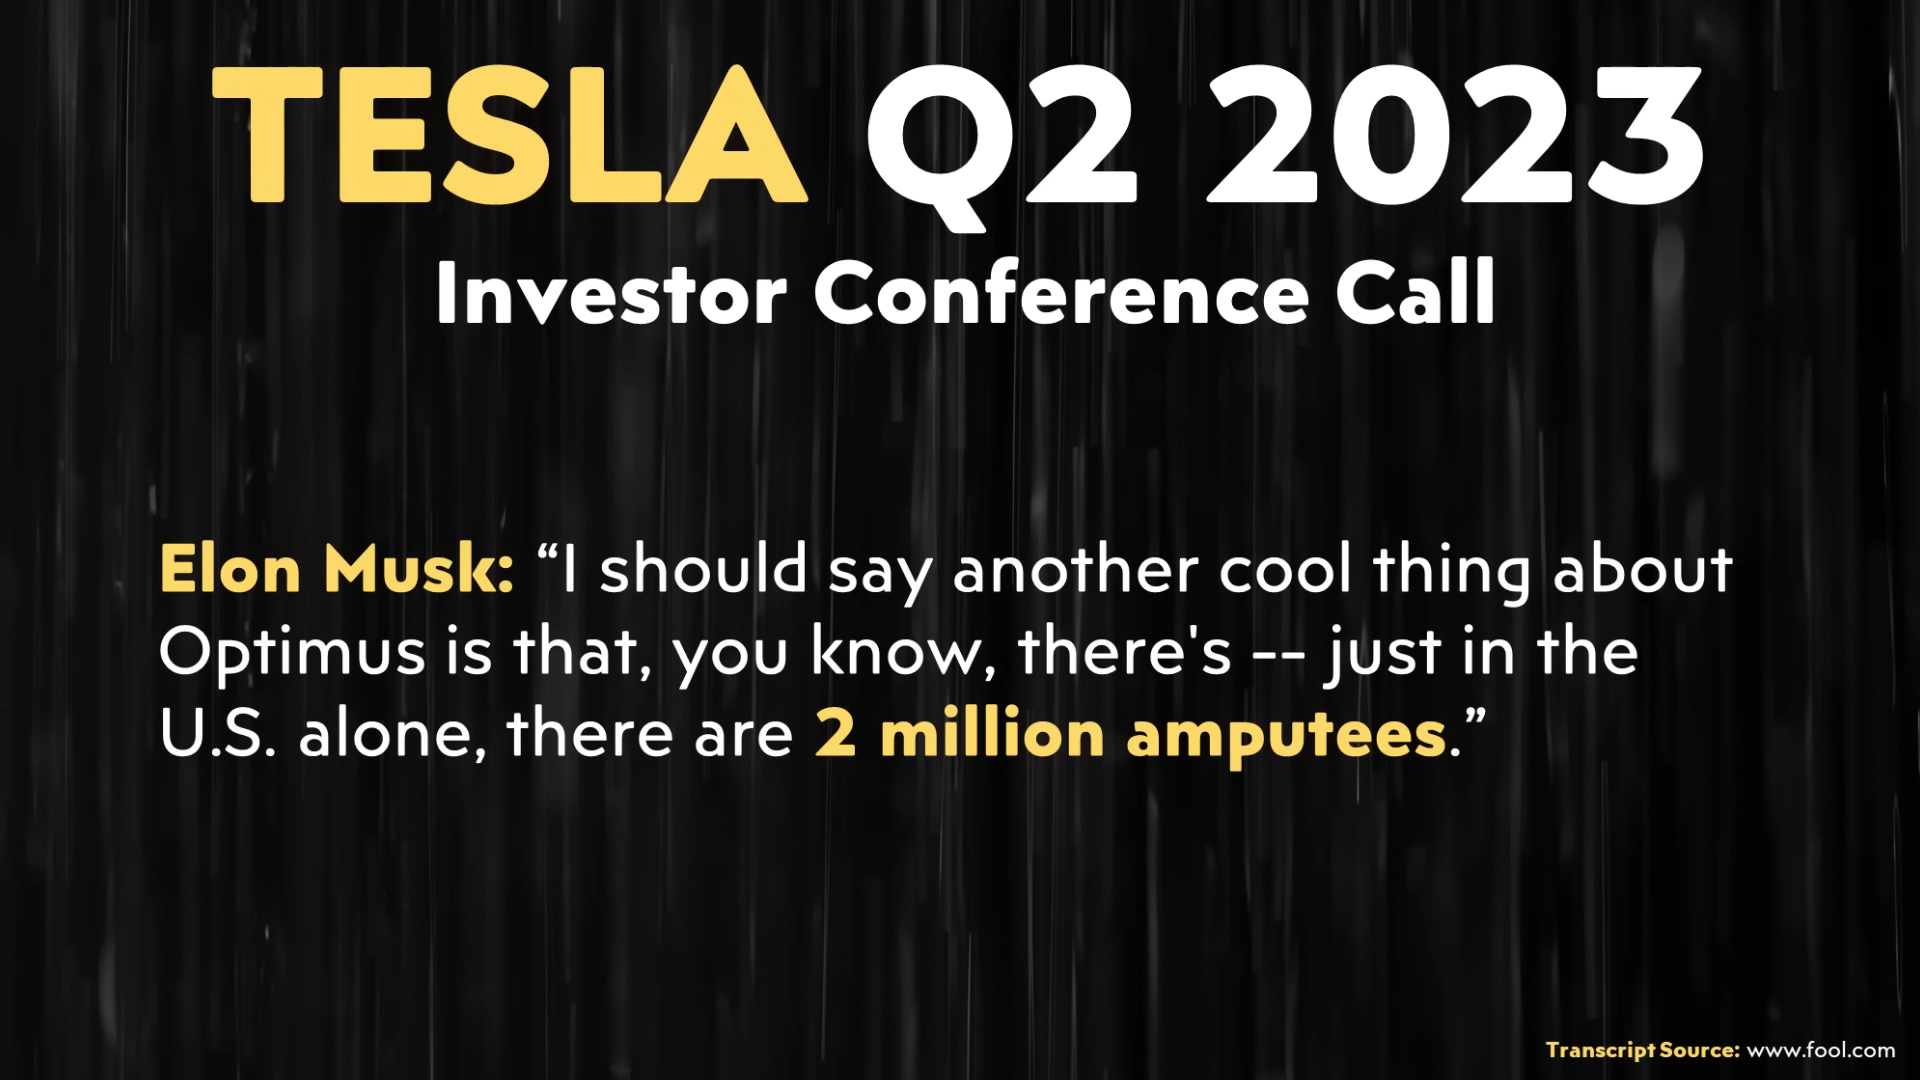 TESLA Q2 2023
Investor Conference Call
Elon Musk: “I should say another cool thing about
Optimus is that, you know, there's -- just in the
U.S. alone, there are 2 million amputees.”
Transcript Source: www.fool.com